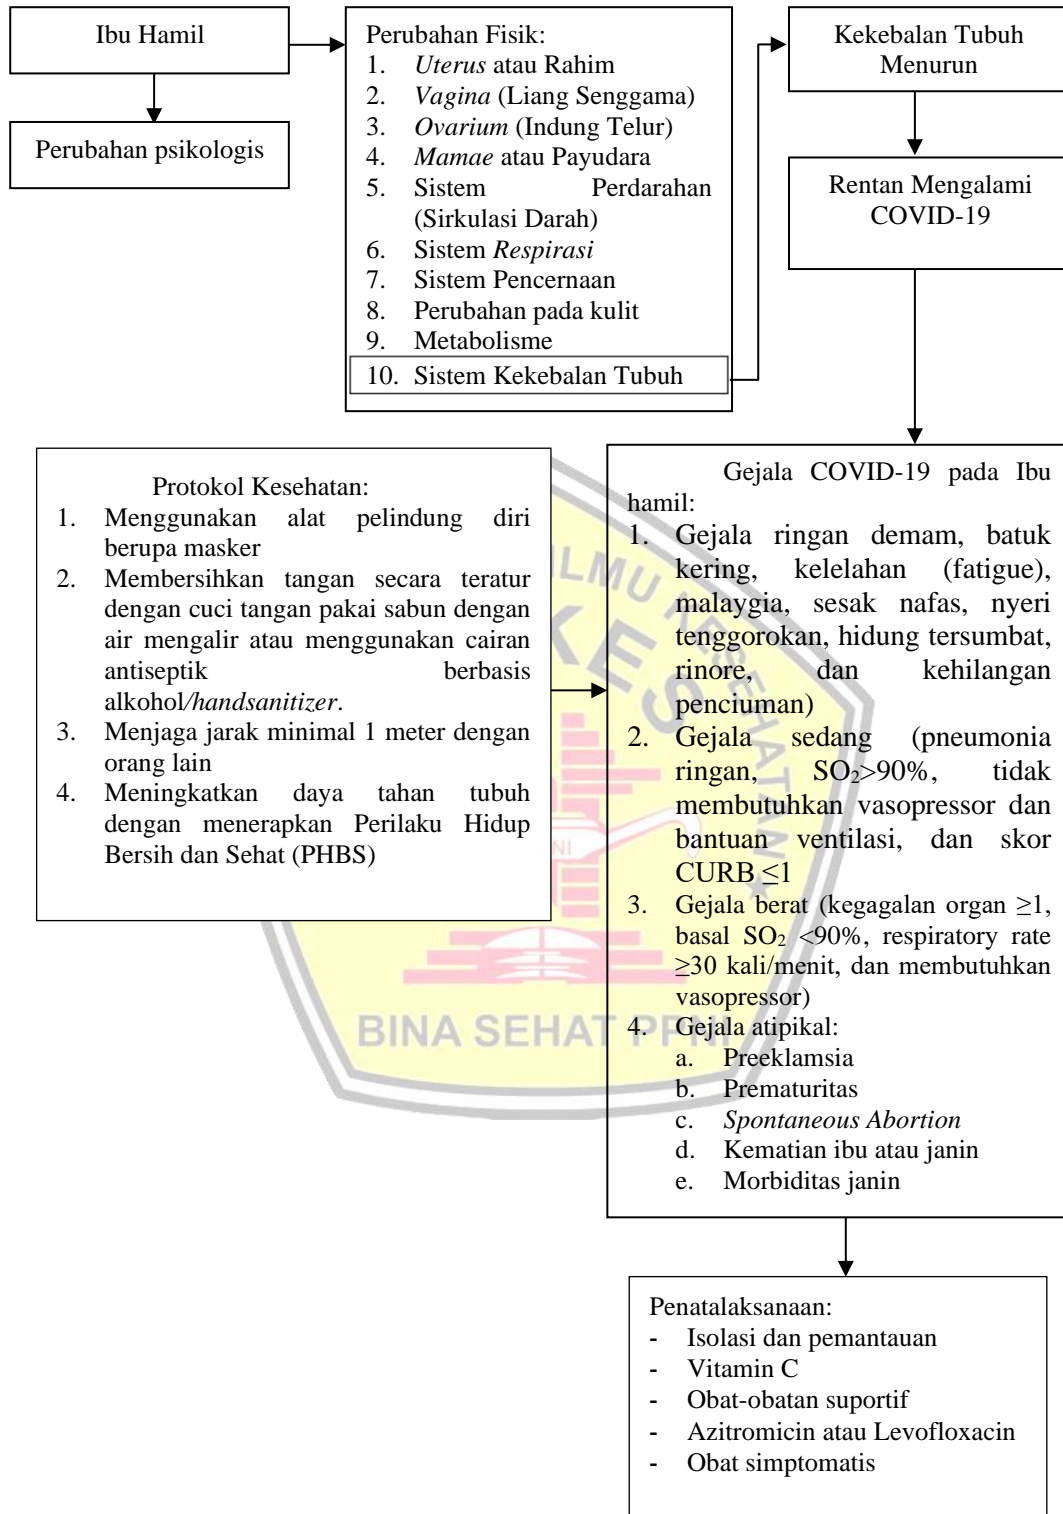 Ibu Hamil
Perubahan psikologis
Perubahan Fisik:
1. Uterus atau Rahim
2. Vagina (Liang Senggama)
3. Ovarium (Indung Telur)
4. Mamae atau Payudara
5. Sistem Perdarahan
(Sirkulasi Darah)
6. Sistem Respirasi
7. Sistem Pencernaan
8. Perubahan pada kulit
9. Metabolisme
10. Sistem Kekebalan Tubuh
Kekebalan Tubuh
Menurun
Rentan Mengalami
COVID-19
Protokol Kesehatan:
1. Menggunakan alat pelindung diri
berupa masker
2. Membersihkan tangan secara teratur
dengan cuci tangan pakai sabun dengan
air mengalir atau menggunakan cairan
antiseptik berbasis
alkohol/handsanitizer.
3. Menjaga jarak minimal 1 meter dengan
orang lain
4. Meningkatkan daya tahan tubuh
dengan menerapkan Perilaku Hidup
Bersih dan Sehat (PHBS)
Gejala COVID-19 pada Ibu
hamil:
1. Gejala ringan demam, batuk
kering, kelelahan (fatigue),
malaygia, sesak nafas, nyeri
tenggorokan, hidung tersumbat,
rinore, dan kehilangan
penciuman)
2. Gejala sedang (pneumonia
ringan, SO₂>90%, tidak
membutuhkan vasopressor dan
bantuan ventilasi, dan skor
CURB ≤1
3. Gejala berat (kegagalan organ ≥1,
basal SO₂ <90%, respiratory rate
≥30 kali/menit, dan membutuhkan
vasopressor)
4. Gejala atipikal:
a. Preeklamsia
b. Prematuritas
c. Spontaneous Abortion
d. Kematian ibu atau janin
e. Morbiditas janin
Penatalaksanaan:
- Isolasi dan pemantauan
- Vitamin C
- Obat-obatan suportif
- Azitromicin atau Levofloxacin
- Obat simptomatis
ILMU KESEHATAN
BINA SEHAT PPNI